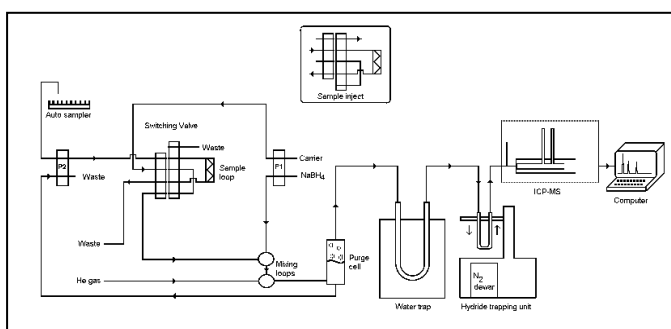 Sample inject
Auto sampler
Switching Valve
Waste
P2
Waste
Sample
loop
P1
Carrier
NaBH4
ICP-MS
Computer
Waste
Mixing
loops
Purge
cell
He gas
Water trap
N2
dewar
Hydride trapping unit